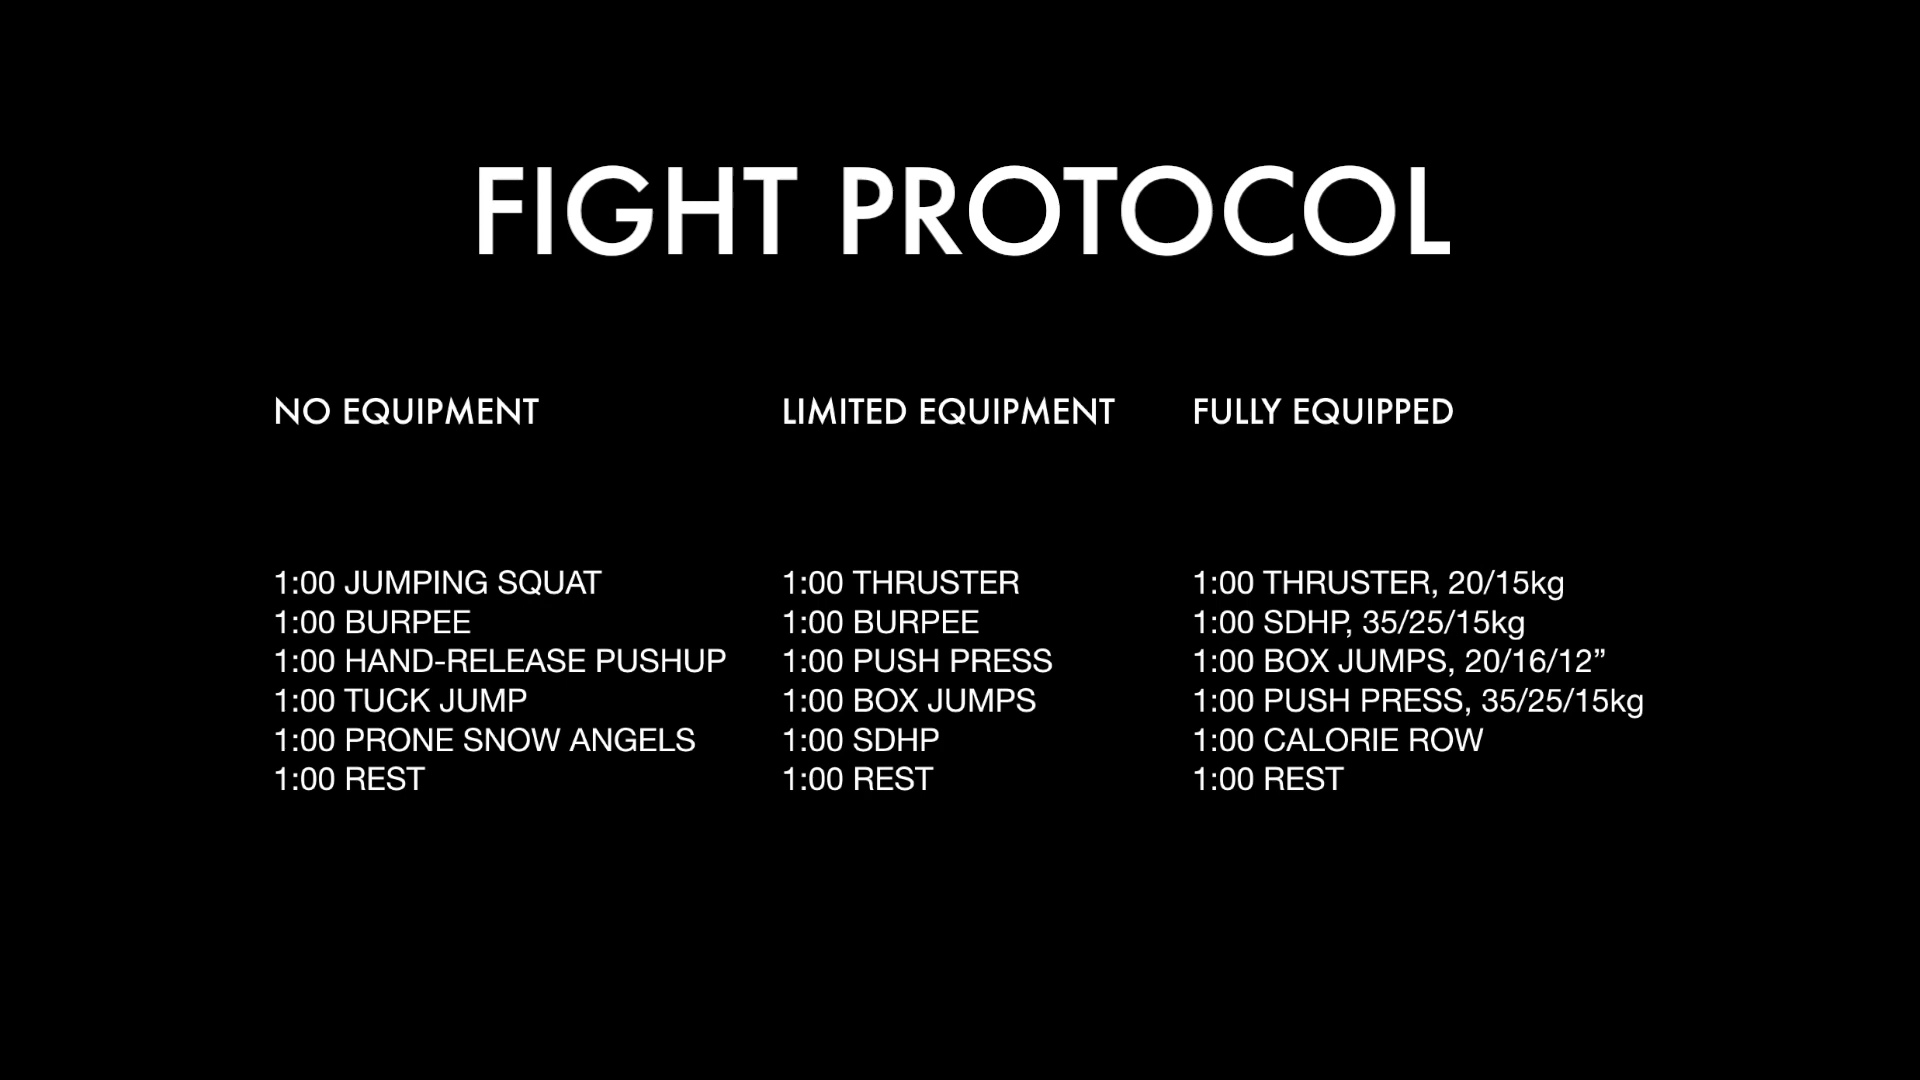 FIGHT PROTOCOL
NO EQUIPMENT
1:00 JUMPING SQUAT
1:00 BURPEE
1:00 HAND-RELEASE PUSHUP
1:00 TUCK JUMP
1:00 PRONE SNOW ANGELS
1:00 REST
LIMITED EQUIPMENT
1:00 THRUSTER
1:00 BURPEE
1:00 PUSH PRESS
1:00 BOX JUMPS
1:00 SDHP
1:00 REST
FULLY EQUIPPED
1:00 THRUSTER, 20/15kg
1:00 SDHP, 35/25/15kg
1:00 BOX JUMPS, 20/16/12”
1:00 PUSH PRESS, 35/25/15kg
1:00 CALORIE ROW
1:00 REST